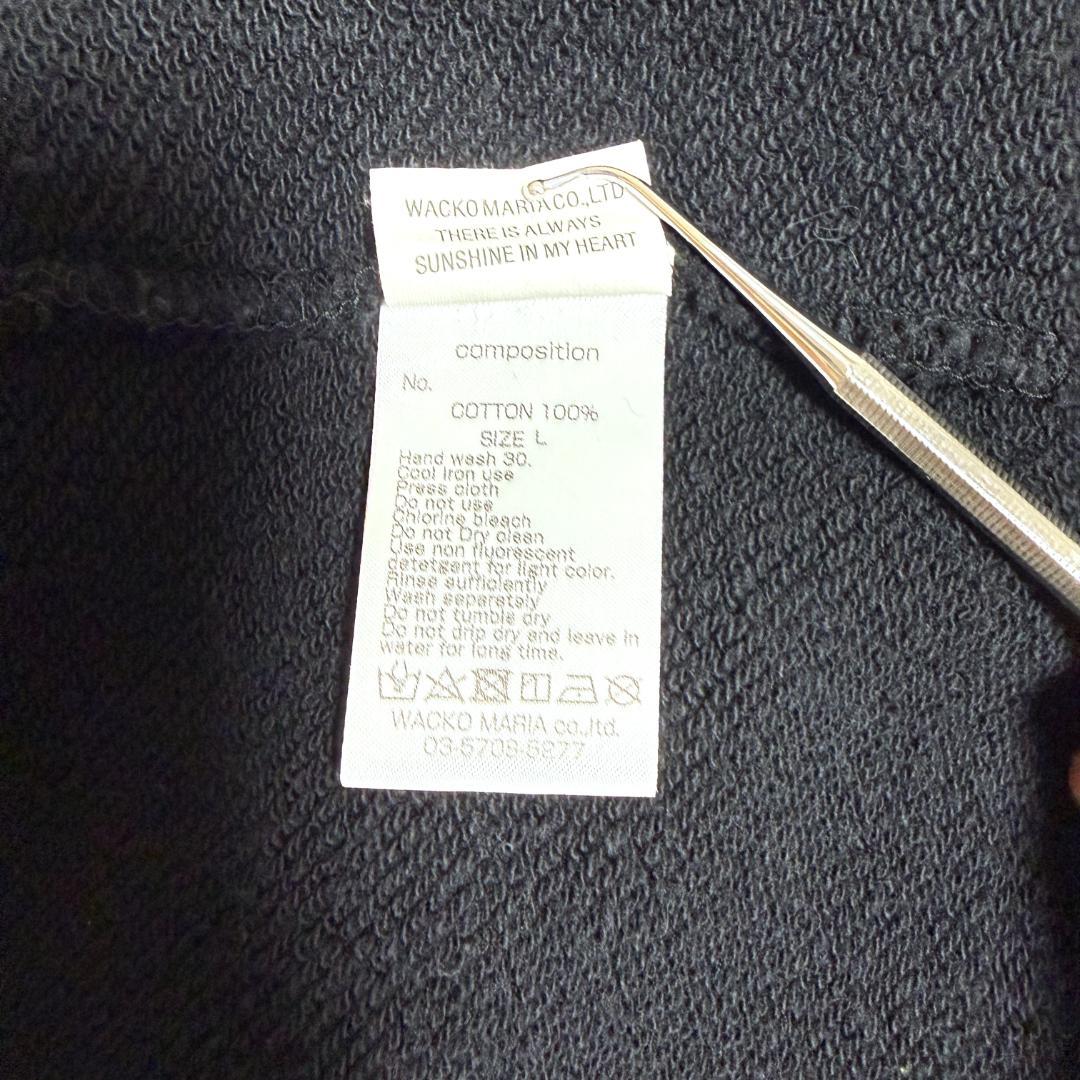 WACKO MARIA CO.,LTD
THERE IS ALWAYS
SUNSHINE IN MY HEART
composition
No.
COTTON 100%
SIZE L
Hand wash 30.
Cool Iron use
Press cloth
Do not use
Chlorine bleach
Do not Dry clean
Use non fluorescent
detetgent for light color.
Rinse sufficiently
Wash separetely
Do not tumble dry
Do not drip dry and leave in
water for long time.
WACKO MARIA co.,ltd.
03-5708-5277